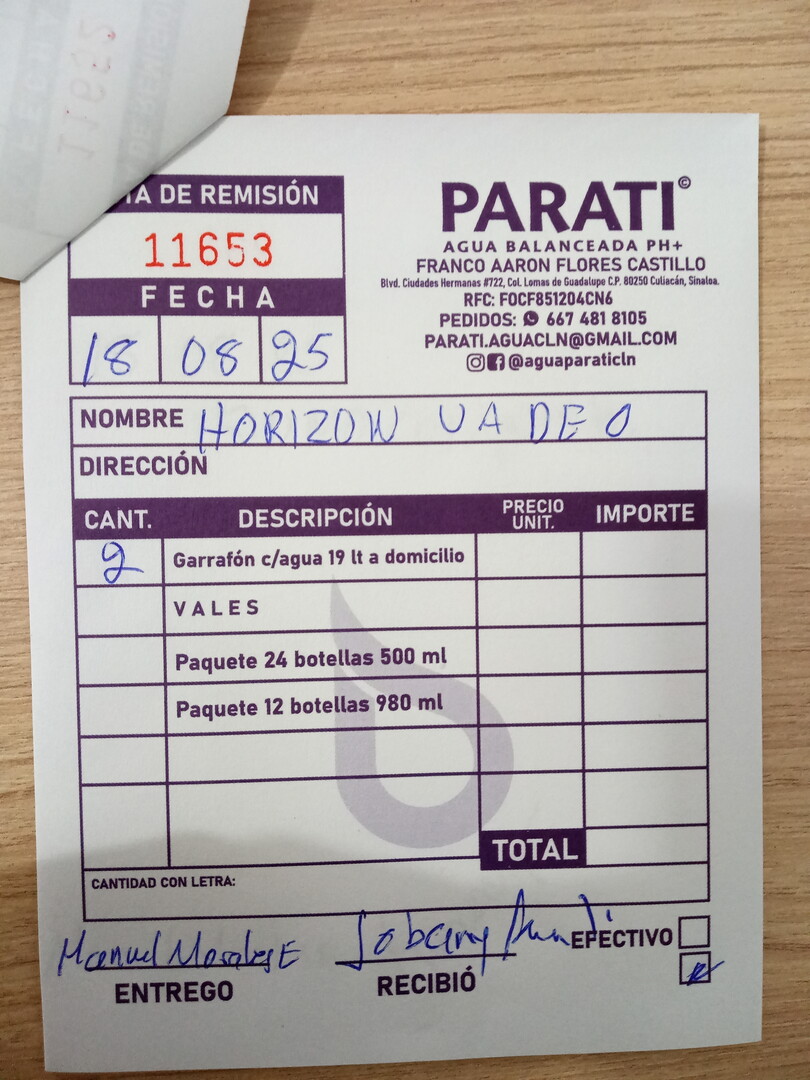 TA DE REMISIÓN
11653
FECHA
18 08 25
PARATI©
AGUA BALANCEADA PH+
FRANCO AARON FLORES CASTILLO
Blvd. Ciudades Hermanas #722, Col. Lomas de Guadalupe C.P. 80250 Culiacán, Sinaloa.
RFC: FOCF851204CN6
PEDIDOS: 667 481 8105
PARATI.AGUACLN@GMAIL.COM
@aguaparaticln
NOMBRE HORIZON VADEO
DIRECCIÓN
CANT. DESCRIPCIÓN PRECIO UNIT. IMPORTE
2 Garrafón c/agua 19 lt a domicilio
VALES
Paquete 24 botellas 500 ml
Paquete 12 botellas 980 ml
TOTAL
CANTIDAD CON LETRA:
Manuel Morales E
ENTREGO
RECIBIÓ
EFECTIVO